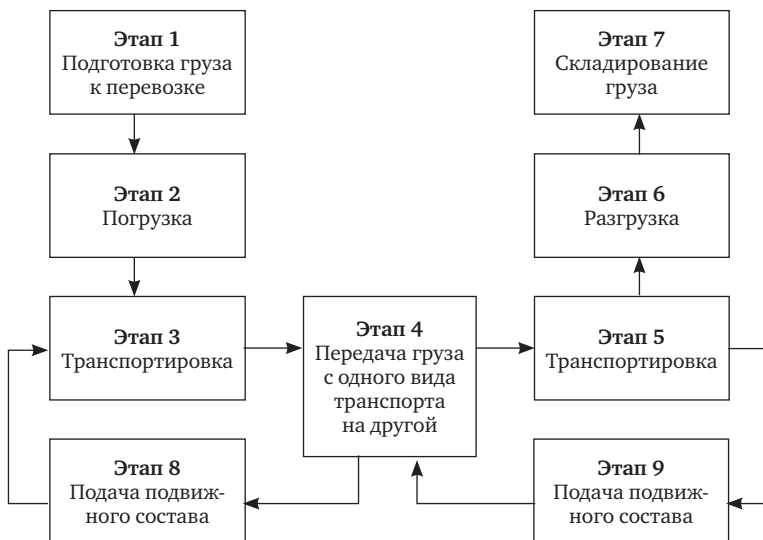 Этап 1
Подготовка груза
к перевозке
Этап 2
Погрузка
Этап 3
Транспортировка
Этап 4
Передача груза
с одного вида
транспорта
на другой
Этап 5
Транспортировка
Этап 6
Разгрузка
Этап 7
Складирование
груза
Этап 8
Подача подвиж-
ного состава
Этап 9
Подача подвиж-
ного состава